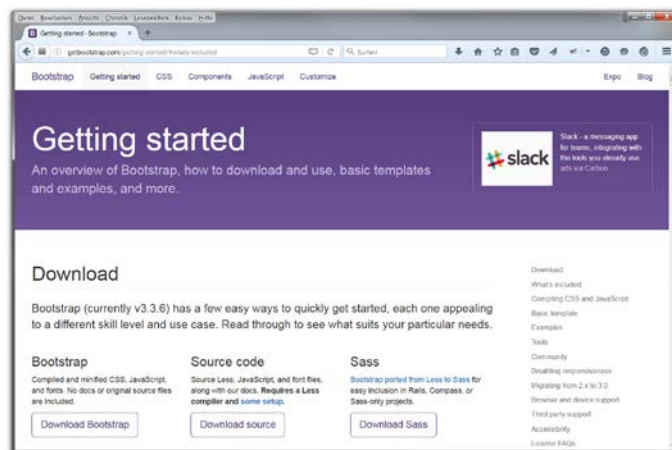 Datei Bearbeiten Ansicht Chronik Lesezeichen Extras Hilfe
Getting started · Bootstrap
getbootstrap.com/getting-started/#whats-included
Suchen
Bootstrap Getting started CSS Components JavaScript Customize Expo Blog
Getting started
An overview of Bootstrap, how to download and use, basic templates
and examples, and more.
slack
Slack - a messaging app
for teams, integrating with
the tools you already use
ads via Carbon
Download
Bootstrap (currently v3.3.6) has a few easy ways to quickly get started, each one appealing
to a different skill level and use case. Read through to see what suits your particular needs.
Bootstrap
Compiled and minified CSS, JavaScript,
and fonts. No docs or original source files
are included.
Download Bootstrap
Source code
Source Less, JavaScript, and font files,
along with our docs. Requires a Less
compiler and some setup.
Download source
Sass
Bootstrap ported from Less to Sass for
easy inclusion in Rails, Compass, or
Sass-only projects.
Download Sass
Download
What's included
Compiling CSS and JavaScript
Basic template
Examples
Tools
Community
Disabling responsiveness
Migrating from 2.x to 3.0
Browser and device support
Third party support
Accessibility
License FAQs